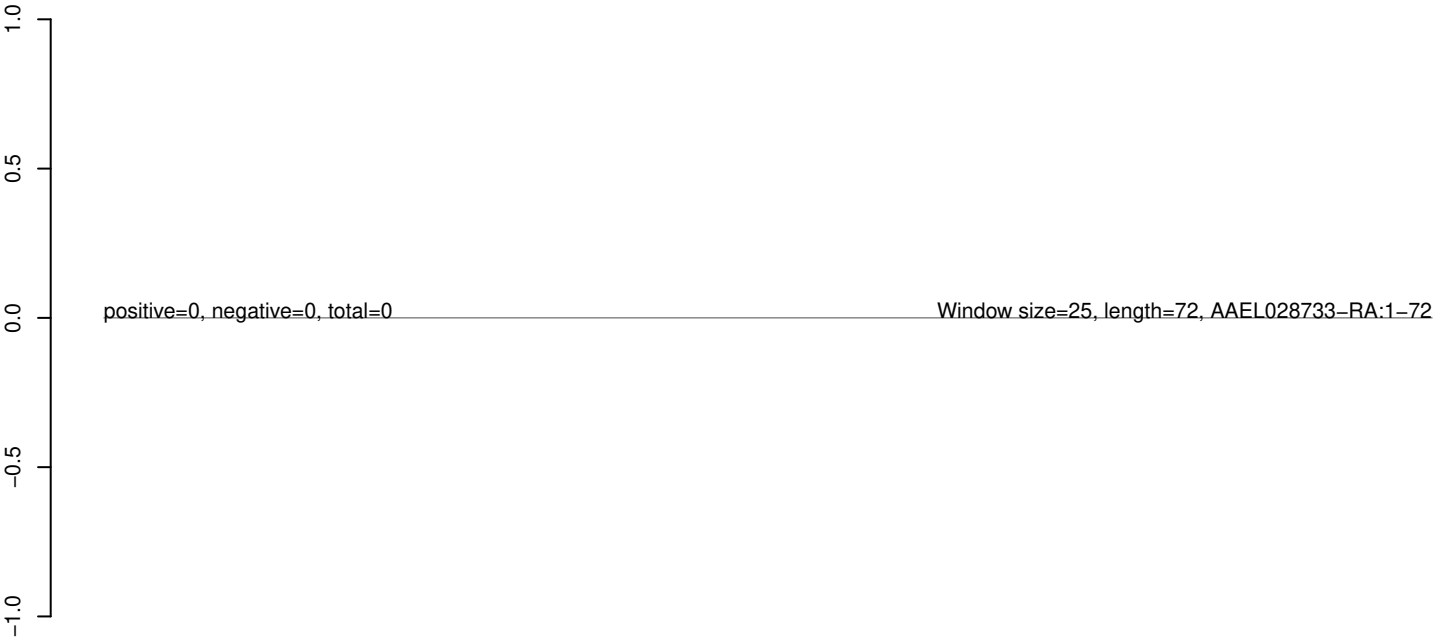 1.0
0.5
0.0
−0.5
−1.0
positive=0, negative=0, total=0
Window size=25, length=72, AAEL028733−RA:1−72